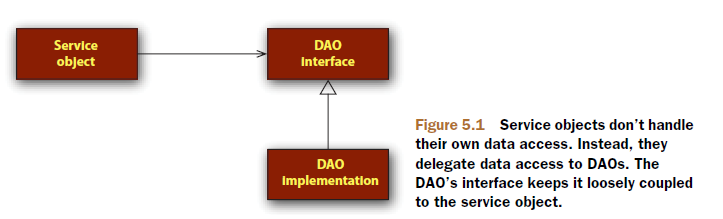 Service
object
DAO
Interface
DAO
Implementation
Figure 5.1 Service objects don't handle
their own data access. Instead, they
delegate data access to DAOs. The
DAO's interface keeps it loosely coupled
to the service object.